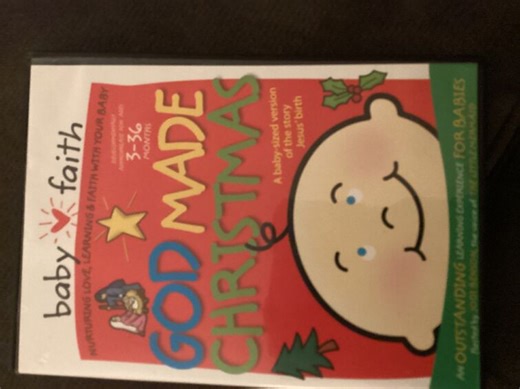 baby faith
NURTURING LOVE, LEARNING & FAITH WITH YOUR BABY
3-36
MONTHS
GOD MADE
CHRISTMAS
A baby-sized version
of the story
Jesus' birth
AN OUTSTANDING LEARNING EXPERIENCE FOR BABIES